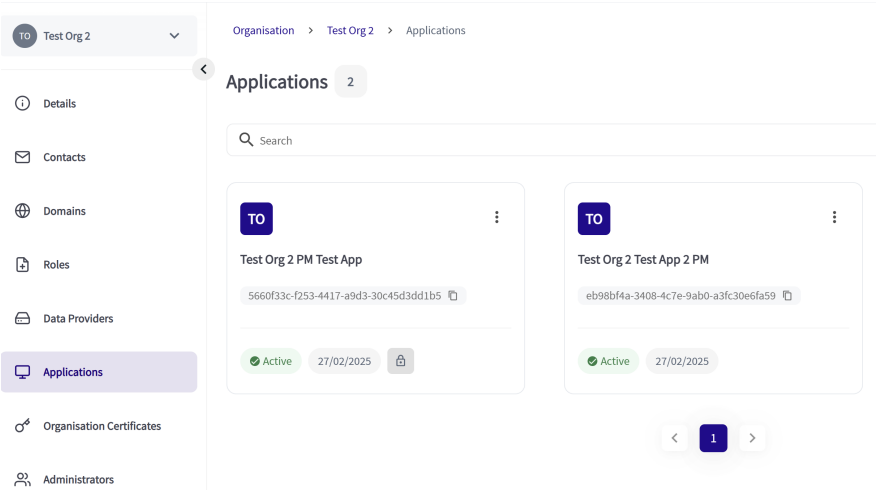 TO Test Org 2
Organisation > Test Org 2 > Applications
Applications 2
Details
Contacts
Domains
Roles
Data Providers
Applications
Organisation Certificates
Administrators
Search
TO
Test Org 2 PM Test App
5660f33c-f253-4417-a9d3-30c45d3dd1b5
Active 27/02/2025
TO
Test Org 2 Test App 2 PM
eb98bf4a-3408-4c7e-9ab0-a3fc30e6fa59
Active 27/02/2025
< 1 >